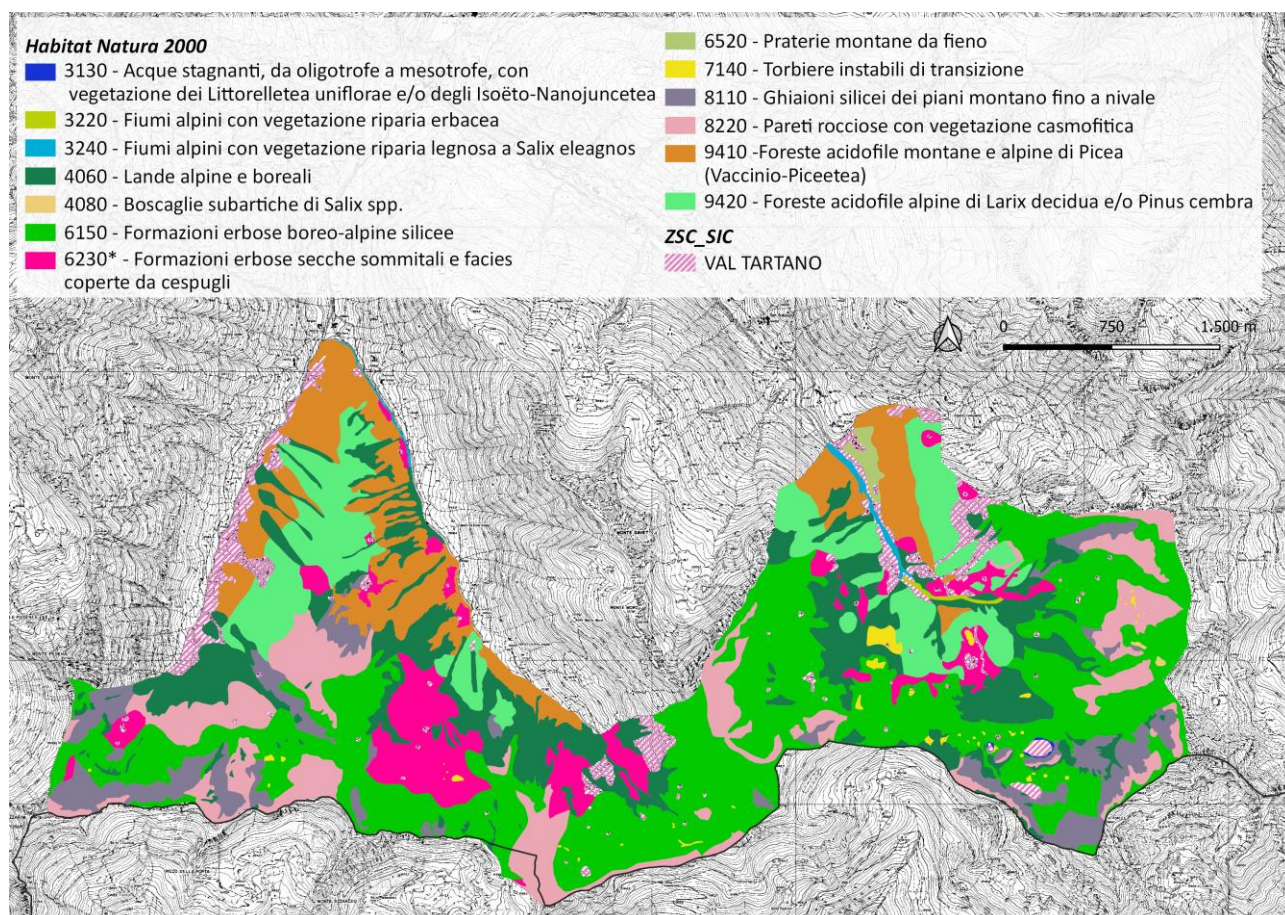 Habitat Natura 2000
3130 - Acque stagnanti, da oligotrofe a mesotrofe, con
vegetazione dei Littorelletea uniflorae e/o degli Isoëto-Nanojuncetea
3220 - Fiumi alpini con vegetazione riparia erbacea
3240 - Fiumi alpini con vegetazione riparia legnosa a Salix eleagnos
4060 - Lande alpine e boreali
4080 - Boscaglie subartiche di Salix spp.
6150 - Formazioni erbose boreo-alpine silicee
6230* - Formazioni erbose secche sommitali e facies
coperte da cespugli
6520 - Praterie montane da fieno
7140 - Torbiere instabili di transizione
8110 - Ghiaioni silicei dei piani montano fino a nivale
8220 - Pareti rocciose con vegetazione casmofitica
9410 -Foreste acidofile montane e alpine di Picea
(Vaccinio-Piceetea)
9420 - Foreste acidofile alpine di Larix decidua e/o Pinus cembra
ZSC_SIC
VAL TARTANO
0 750 1.500 m